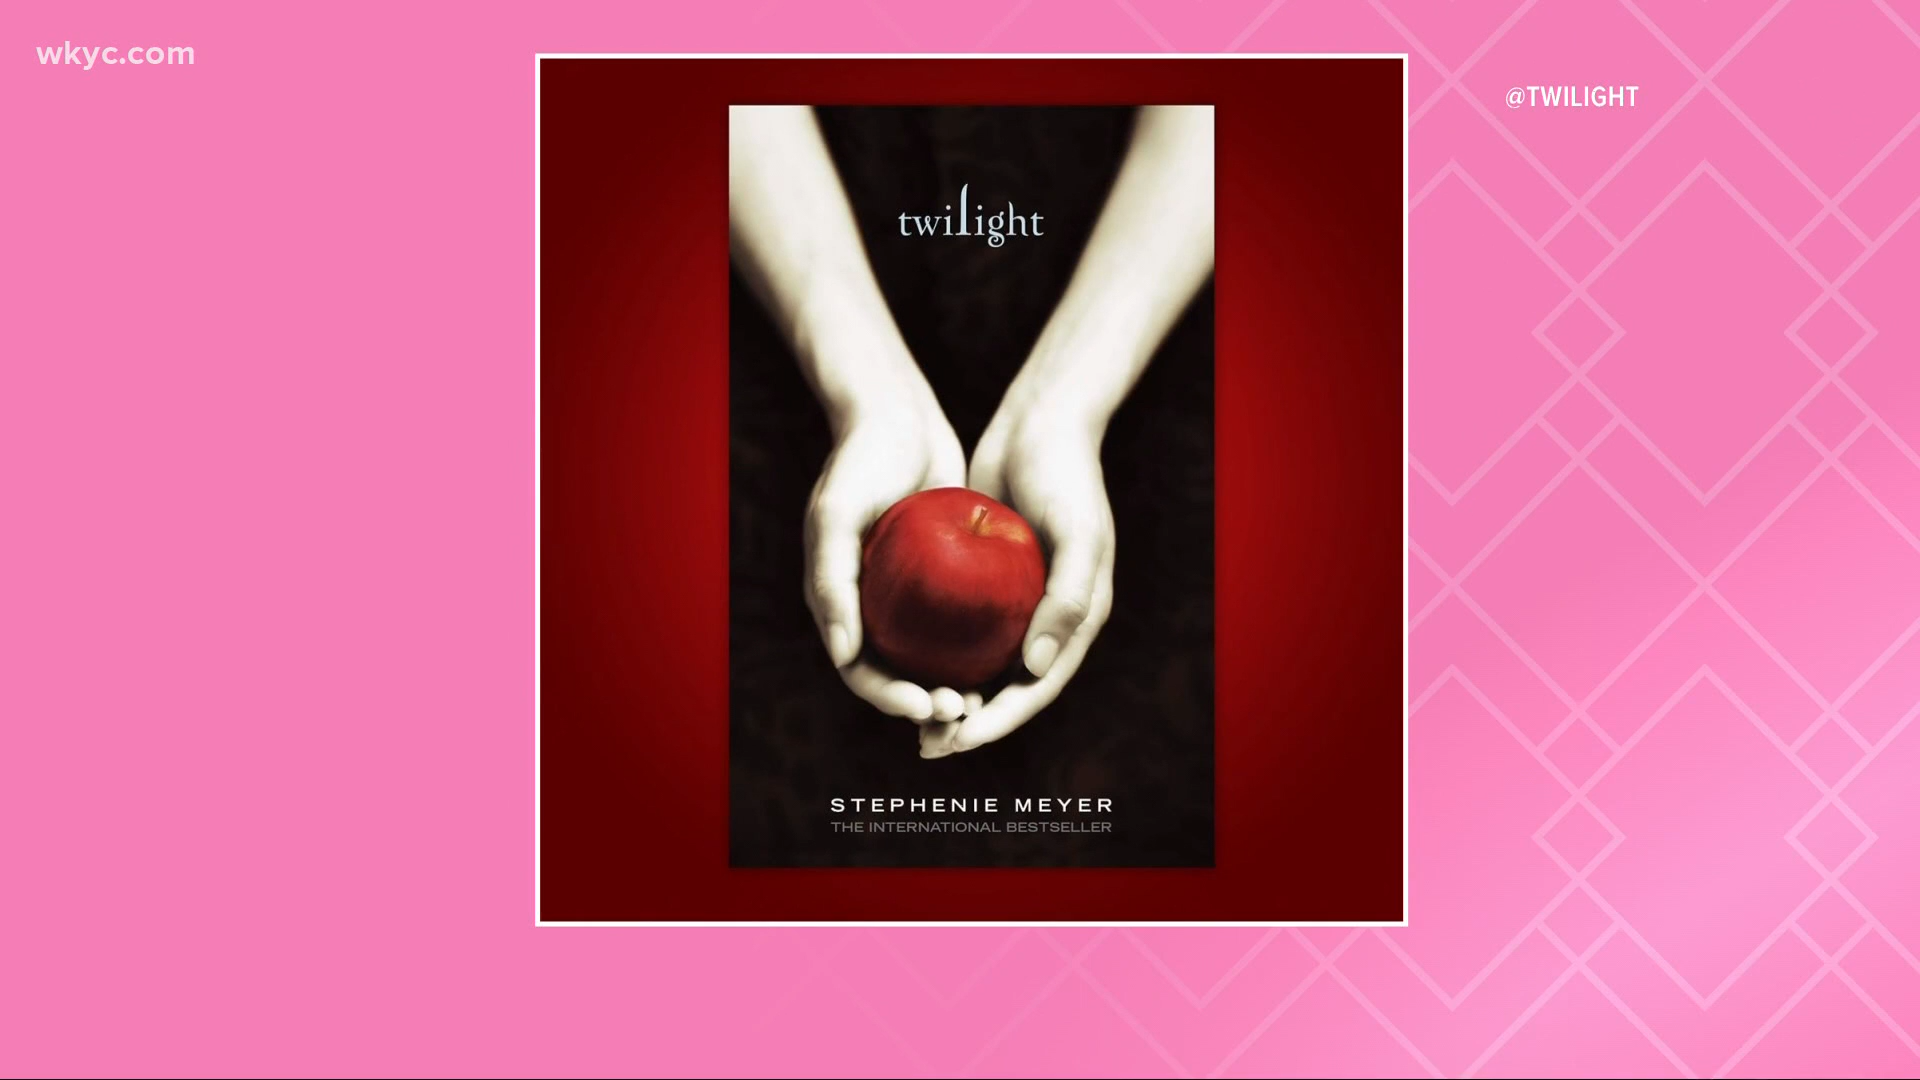 wkyc.com
@TWILIGHT
twilight
STEPHENIE MEYER
THE INTERNATIONAL BESTSELLER